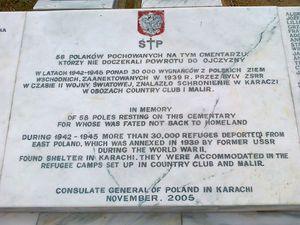 S P
58 POLAKÓW POCHOWANYCH NA TYM CMENTARZU,
KTÓRZY NIE DOCZEKALI POWROTU DO OJCZYZNY
W LATACH 1942-1945 PONAD 30,000 WYGNAŃCÓW Z POLSKICH ZIEM
WSCHODNICH, ZAANEKTOWANYCH W 1939 R. PRZEZ BYŁY ZSRR
W CZASIE II WOJNY ŚWIATOWEJ, ZNALAZŁO SCHRONIENIE W KARACZI
W OBOZACH COUNTRY CLUB I MALIR.
IN MEMORY
OF 58 POLES RESTING ON THIS CEMENTARY
FOR WHOSE WAS FATED NOT BACK TO HOMELAND
DURING 1942 - 1945 MORE THAN 30,000 REFUGES DEPORTED FROM
EAST POLAND, WHICH WAS ANNEXED IN 1939 BY FORMER USSR
DURING THE WORLD WAR II,
FOUND SHELTER IN KARACHI. THEY WERE ACCOMMODATED IN THE
REFUGEE CAMPS SET UP IN COUNTRY CLUB AND MALIR.
CONSULATE GENERAL OF POLAND IN KARACHI
NOVEMBER, 2005